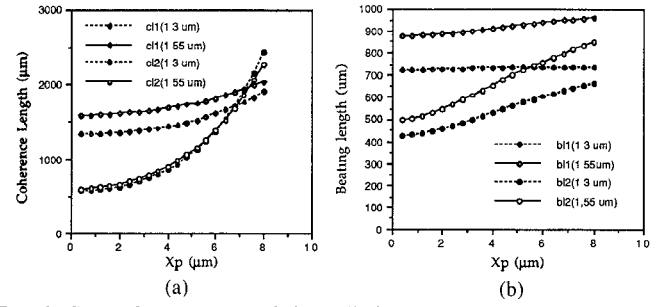 3000
2000
1000
0
Coherence Length (μm)
cl1(1 3 um)
cl1(1 55 um)
cl2(1 3 um)
cl2(1 55 um)
0 2 4 6 8 10
Xp (μm)
(a)
1000
900
800
700
600
500
400
300
200
100
0
Beating length (um)
bl1(1 3 um)
bl1(1 55um)
bl2(1 3 um)
bl2(1,55 um)
0 2 4 6 8 10
Xp (μm)
(b)